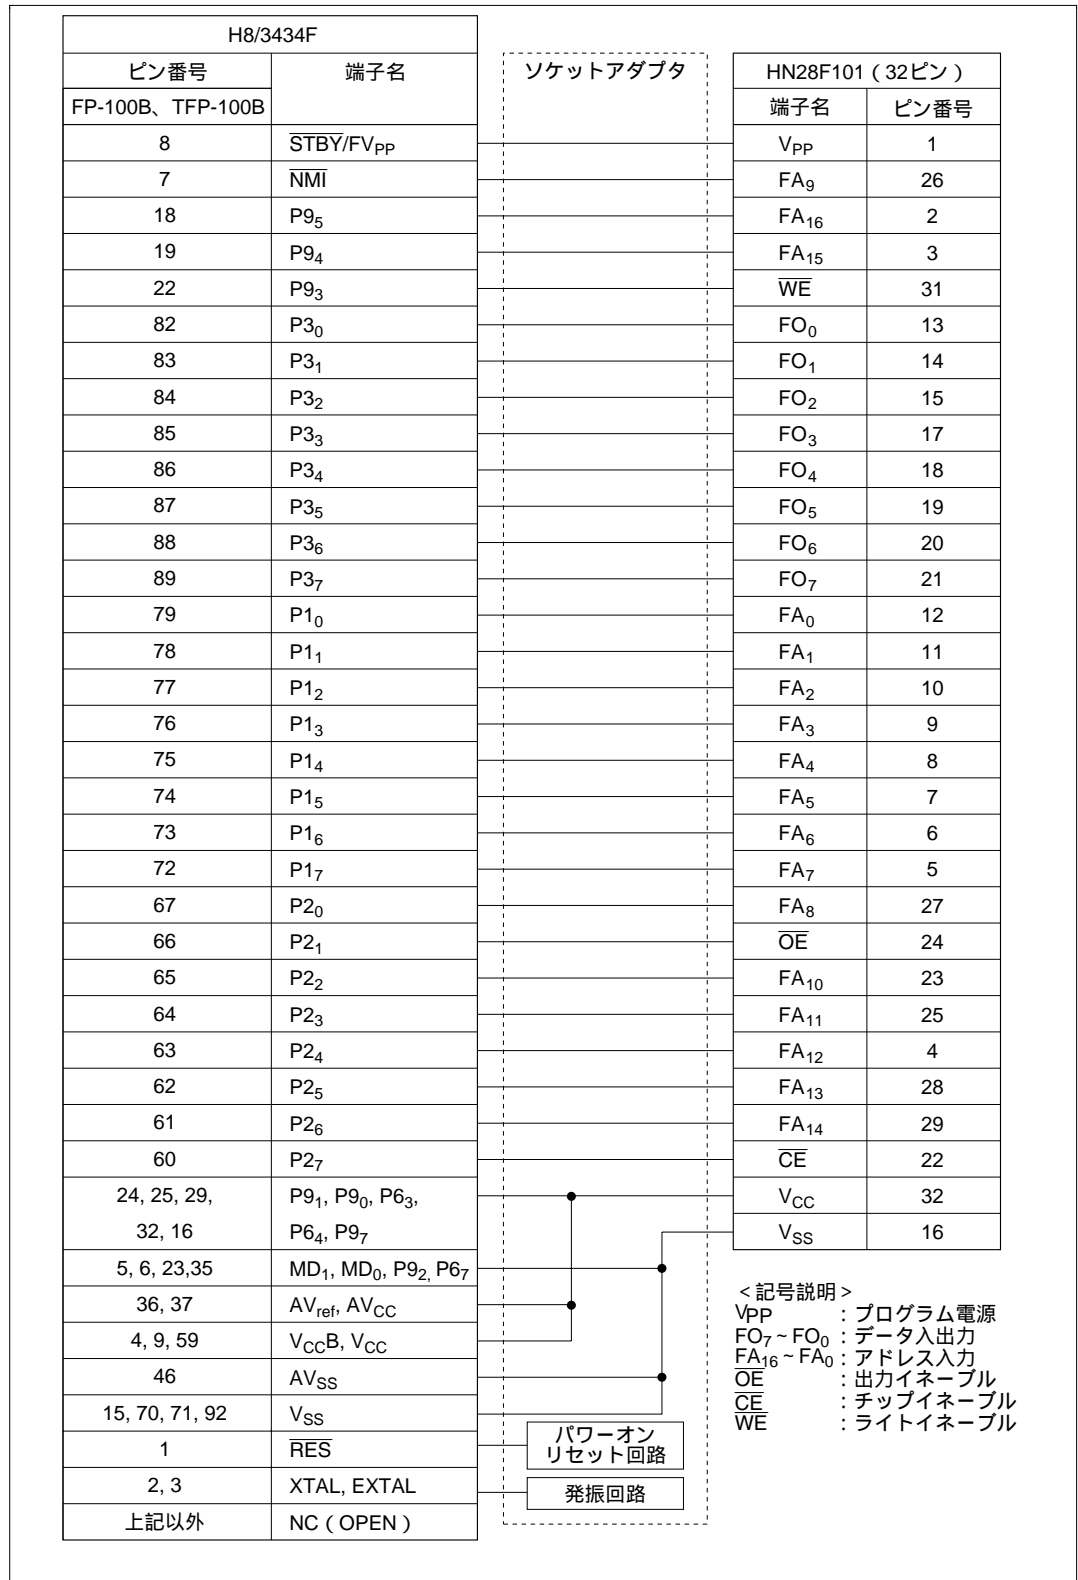 H8/3434F
ピン番号 端子名 ソケットアダプタ HN28F101（32ピン）
FP-100B、TFP-100B 端子名 ピン番号
8 S̅T̅B̅Y̅/FVPP VPP 1
7 N̅M̅I̅ FA9 26
18 P95 FA16 2
19 P94 FA15 3
22 P93 W̅E̅ 31
82 P30 FO0 13
83 P31 FO1 14
84 P32 FO2 15
85 P33 FO3 17
86 P34 FO4 18
87 P35 FO5 19
88 P36 FO6 20
89 P37 FO7 21
79 P10 FA0 12
78 P11 FA1 11
77 P12 FA2 10
76 P13 FA3 9
75 P14 FA4 8
74 P15 FA5 7
73 P16 FA6 6
72 P17 FA7 5
67 P20 FA8 27
66 P21 O̅E̅ 24
65 P22 FA10 23
64 P23 FA11 25
63 P24 FA12 4
62 P25 FA13 28
61 P26 FA14 29
60 P27 C̅E̅ 22
24, 25, 29, P91, P90, P63, VCC 32
32, 16 P64, P97 VSS 16
5, 6, 23,35 MD1, MD0, P92, P67
36, 37 AVref, AVCC
4, 9, 59 VCCB, VCC
46 AVSS
15, 70, 71, 92 VSS
1 R̅E̅S̅ パワーオン
リセット回路
2, 3 XTAL, EXTAL 発振回路
上記以外 NC（OPEN）
＜記号説明＞
VPP ：プログラム電源
FO7～FO0：データ入出力
FA16～FA0：アドレス入力
O̅E̅ ：出力イネーブル
C̅E̅ ：チップイネーブル
W̅E̅ ：ライトイネーブル